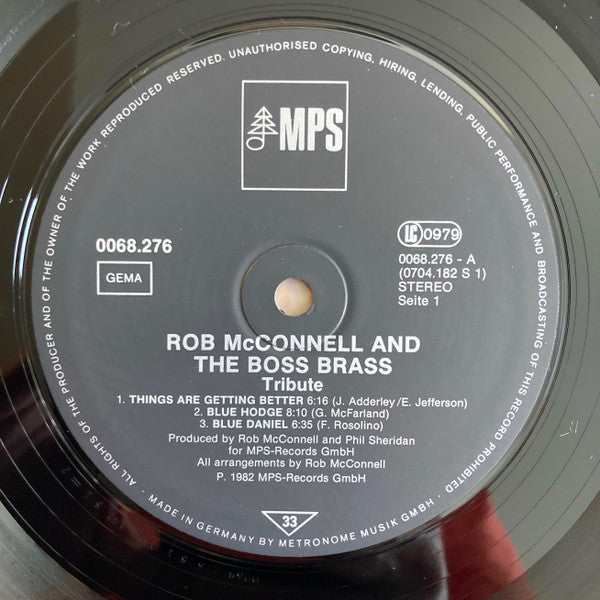 ALL RIGHTS OF THE PRODUCER AND OF THE OWNER OF THE WORK REPRODUCED RESERVED. UNAUTHORISED COPYING, HIRING, LENDING, PUBLIC PERFORMANCE AND BROADCASTING OF THIS RECORD PROHIBITED
MPS
0068.276
GEMA
LC 0979
0068.276 - A
(0704.182 S 1)
STEREO
Seite 1
ROB McCONNELL AND
THE BOSS BRASS
Tribute
1. THINGS ARE GETTING BETTER 6:16 (J. Adderley/E. Jefferson)
2. BLUE HODGE 8:10 (G. McFarland)
3. BLUE DANIEL 6:35 (F. Rosolino)
Produced by Rob McConnell and Phil Sheridan
for MPS-Records GmbH
All arrangements by Rob McConnell
P. 1982 MPS-Records GmbH
33
- MADE IN GERMANY BY METRONOME MUSIK GMBH -